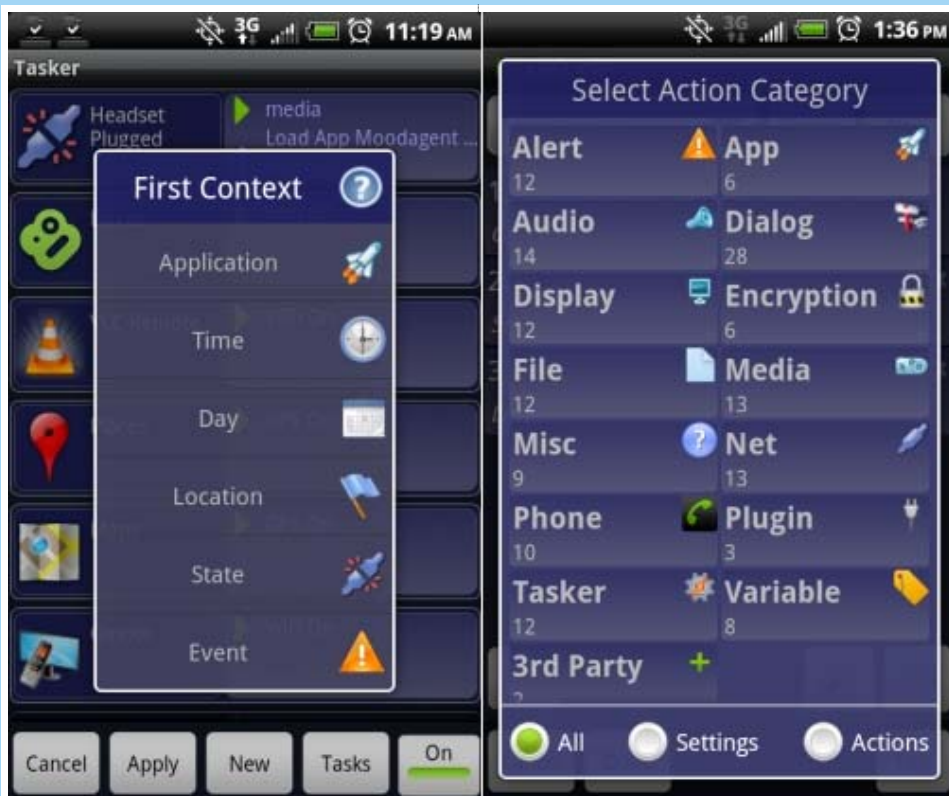 3G 11:19 AM
Tasker
Headset
Plugged
media
Load App Moodagent ...
First Context
Application
Time
Day
Location
State
Event
Cancel Apply New Tasks On
3G 1:36 PM
Select Action Category
Alert App
12 6
Audio Dialog
14 28
Display Encryption
12 6
File Media
12 13
Misc Net
9 13
Phone Plugin
10 3
Tasker Variable
12 8
3rd Party
2
All Settings Actions